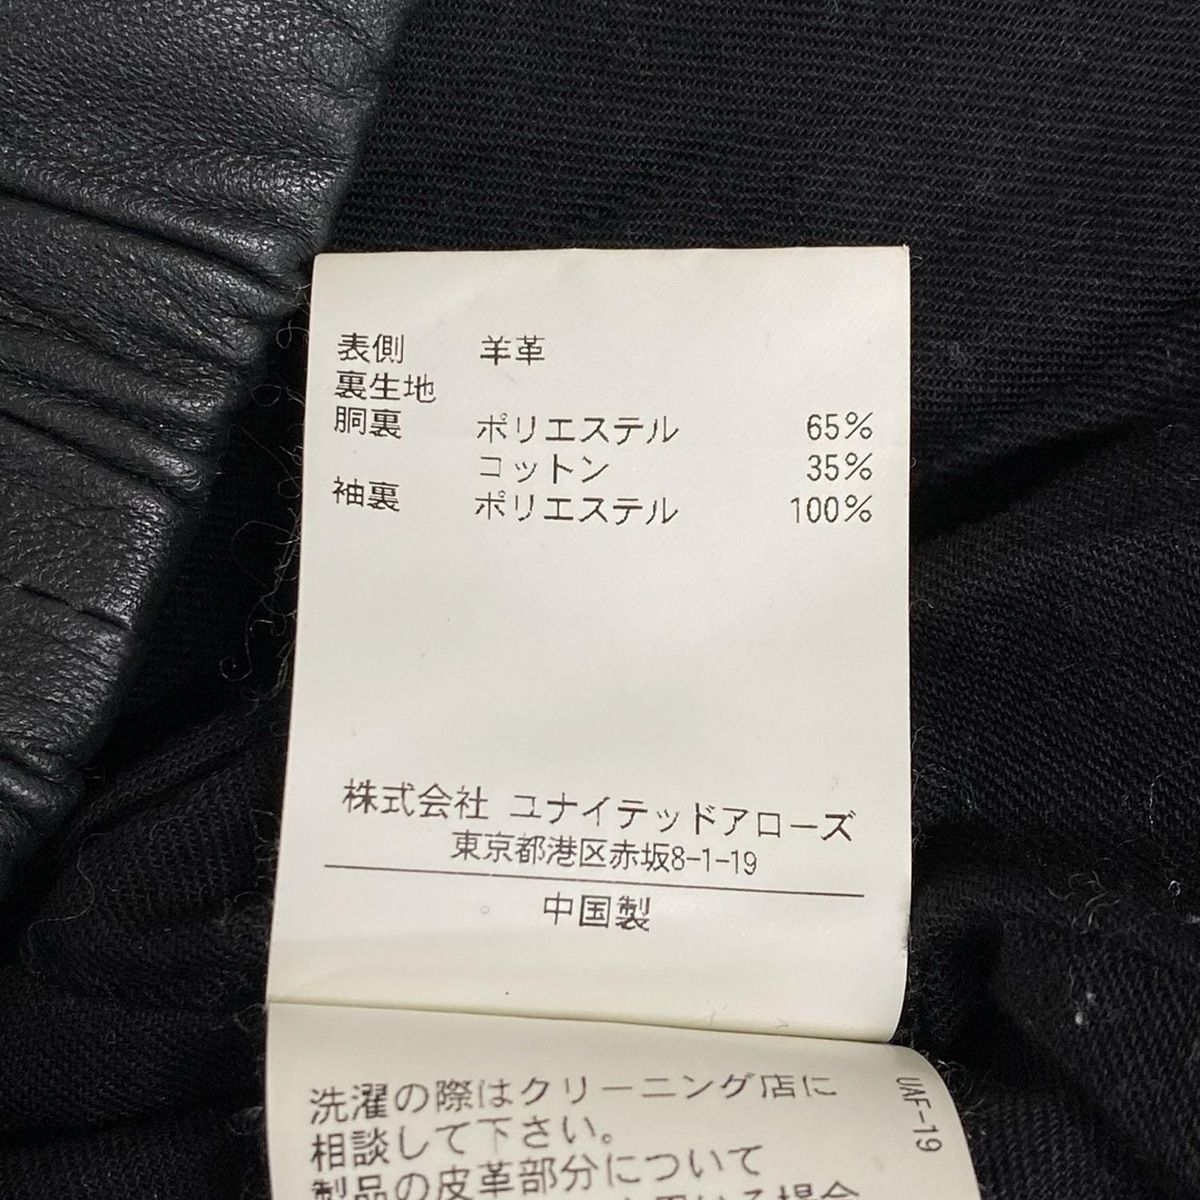 表側 羊革
裏生地
胴裏 ポリエステル 65%
コットン 35%
袖裏 ポリエステル 100%
株式会社 ユナイテッドアローズ
東京都港区赤坂8-1-19
中国製
洗濯の際はクリーニング店に
相談して下さい。
製品の皮革部分について
UAF-19